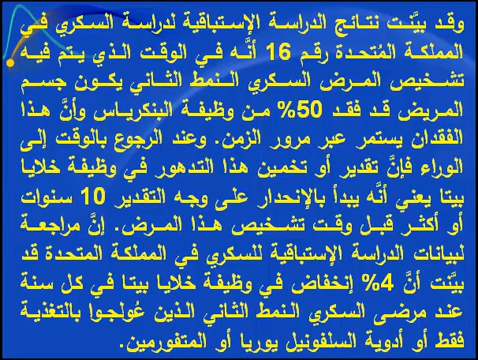 وقد بيَّنت نتائج الدراسة الإستباقية لدراسة السكري في
المملكة المُتحدة رقم 16 أنَّه في الوقت الذي يتم فيه
تشخيص المرض السكري النمط الثاني يكون جسم
المريض قد فقد 50% من وظيفة البنكرياس وأنَّ هذا
الفقدان يستمر عبر مرور الزمن. وعند الرجوع بالوقت إلى
الوراء فإنَّ تقدير أو تخمين هذا التدهور في وظيفة خلايا
بيتا يعني أنَّه يبدأ بالإنحدار على وجه التقدير 10 سنوات
أو أكثر قبل وقت تشخيص هذا المرض. إنَّ مراجعة
لبيانات الدراسة الإستباقية للسكري في المملكة المتحدة قد
بيَّنت أنَّ 4% إنخفاض في وظيفة خلايا بيتا في كل سنة
عند مرضى السكري النمط الثاني الذين عُولجوا بالتغذية
فقط أو أدوية السلفونيل يوريا أو المتفورمين.